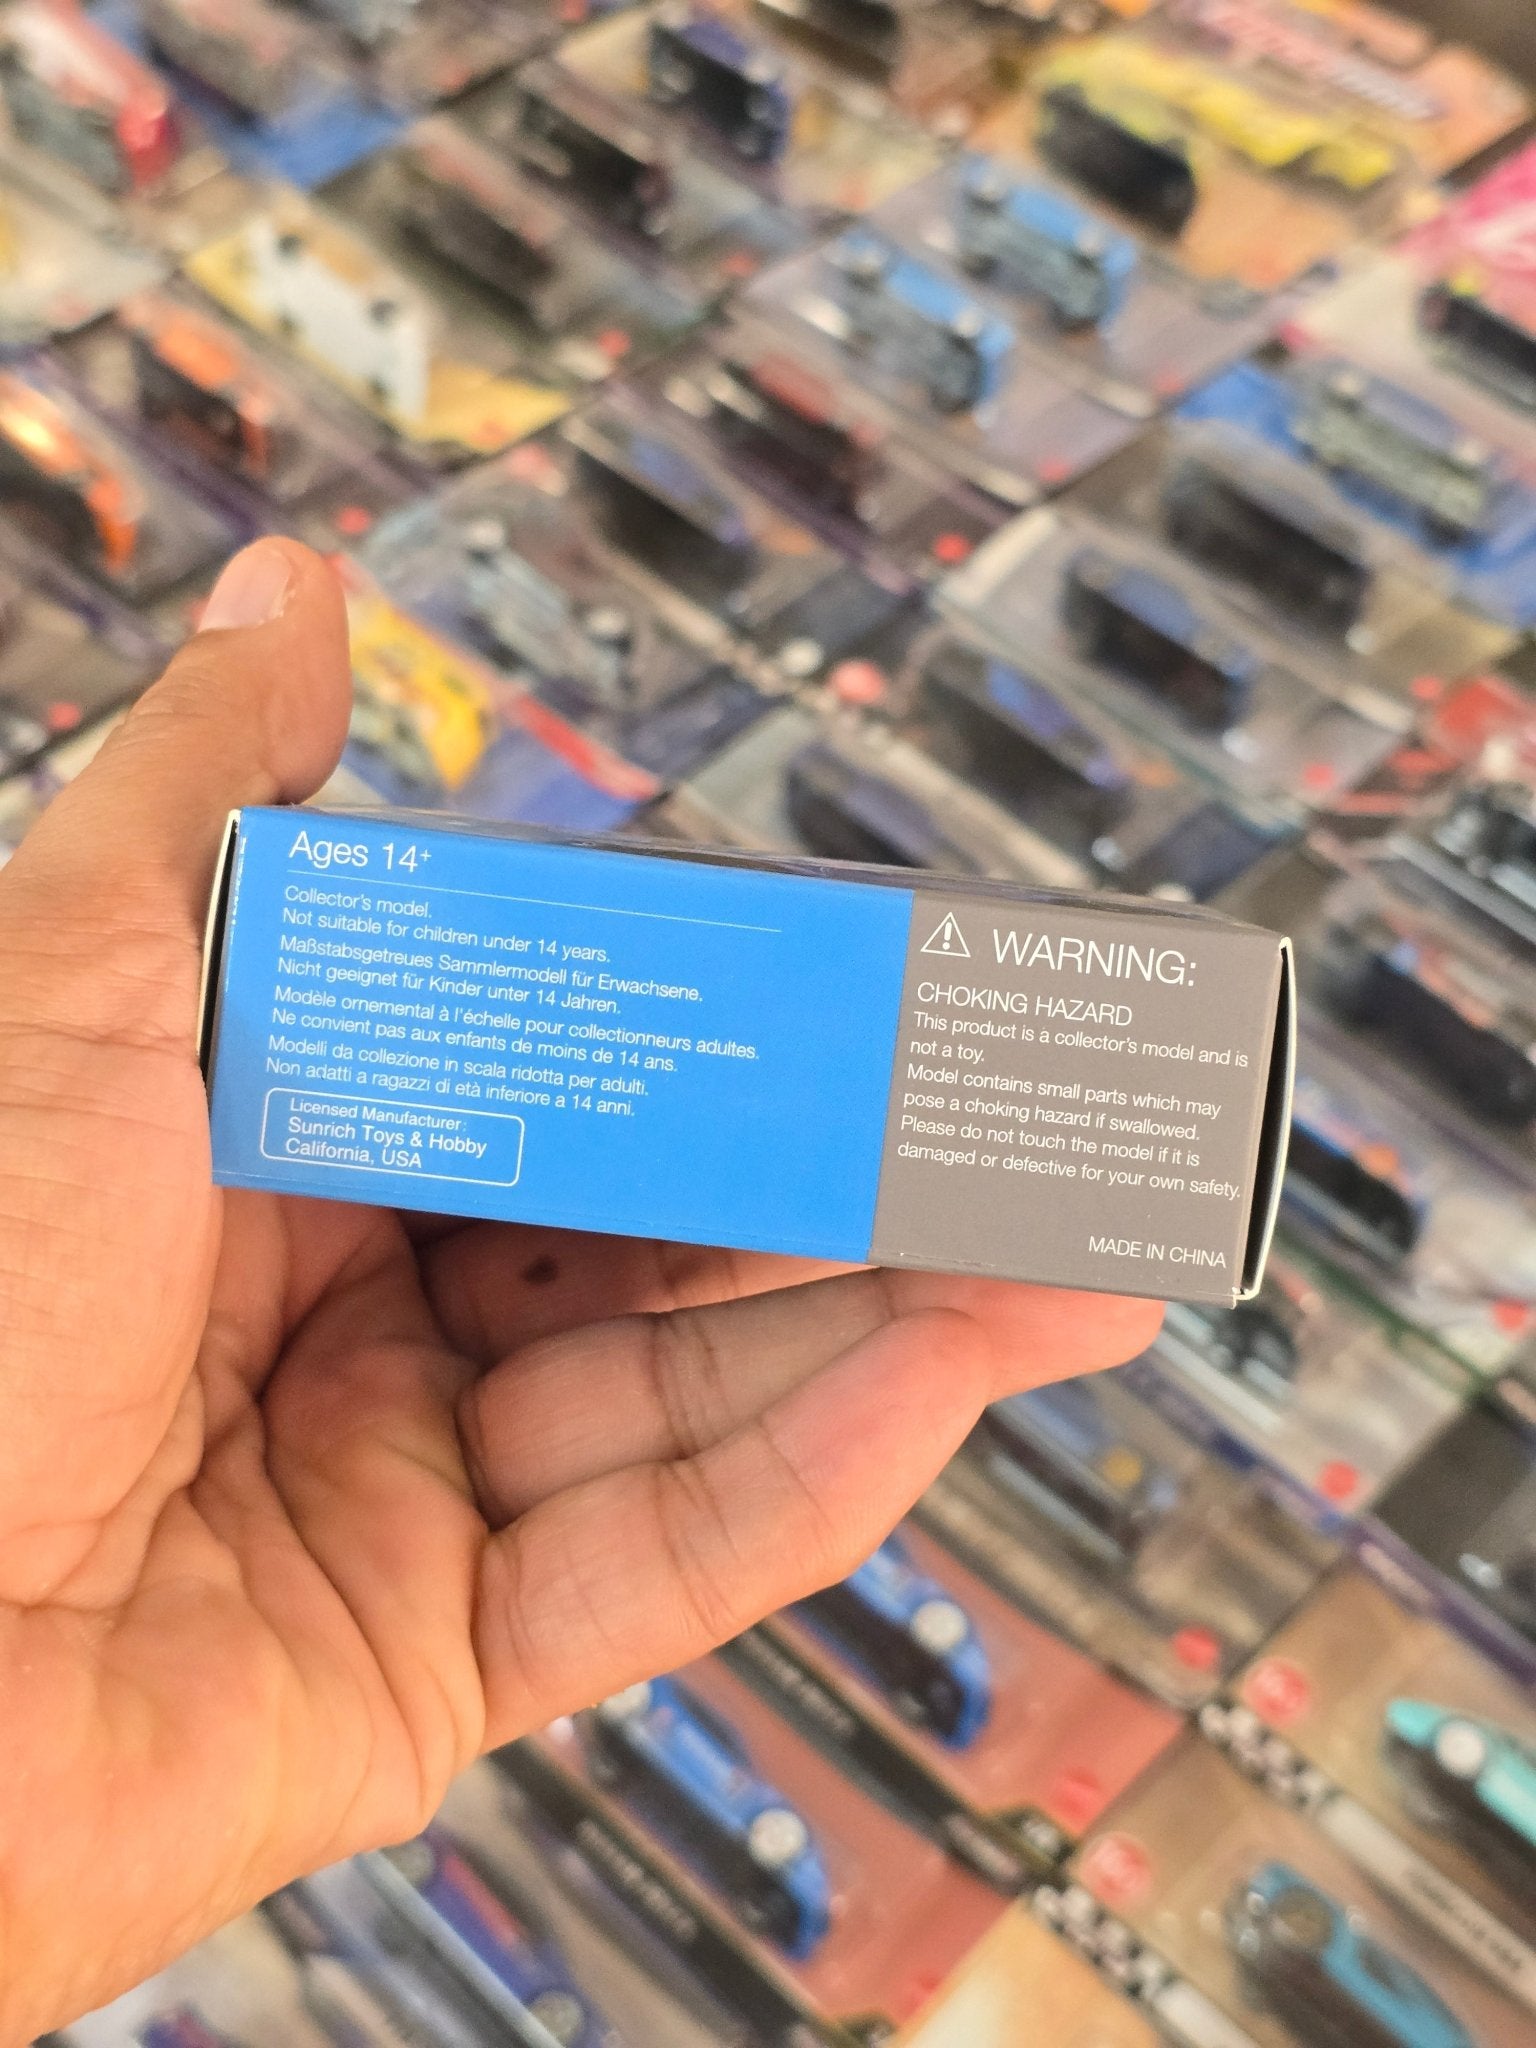 Ages 14+
Collector's model.
Not suitable for children under 14 years.
Maßstabsgetreues Sammlermodell für Erwachsene.
Nicht geeignet für Kinder unter 14 Jahren.
Modèle ornemental à l'échelle pour collectionneurs adultes.
Ne convient pas aux enfants de moins de 14 ans.
Modelli da collezione in scala ridotta per adulti.
Non adatti a ragazzi di età inferiore a 14 anni.
Licensed Manufacturer:
Sunrich Toys & Hobby
California, USA
WARNING:
CHOKING HAZARD
This product is a collector's model and is
not a toy.
Model contains small parts which may
pose a choking hazard if swallowed.
Please do not touch the model if it is
damaged or defective for your own safety.
MADE IN CHINA